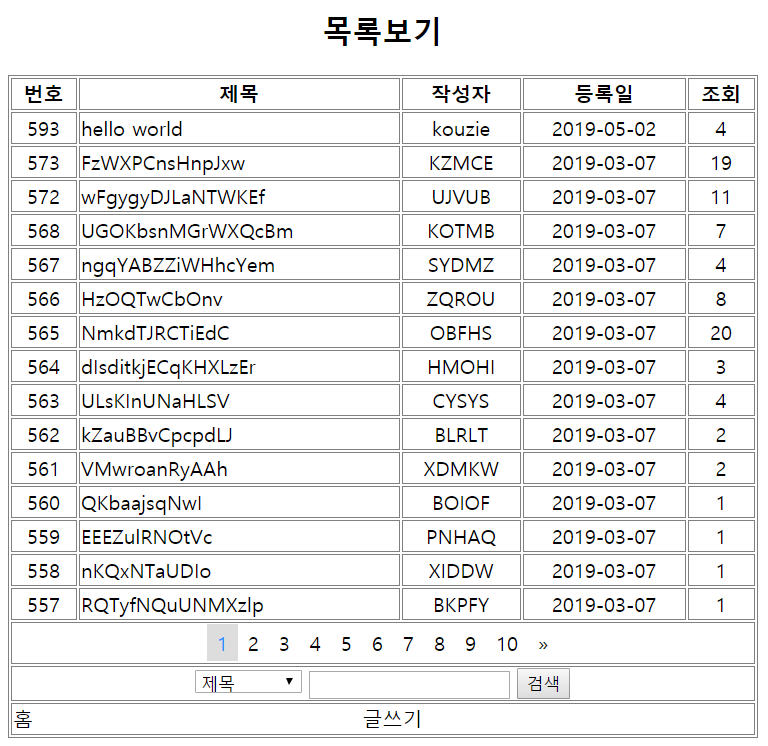 목록보기
번호 제목 작성자 등록일 조회
593 hello world kouzie 2019-05-02 4
573 FzWXPCnsHnpJxw KZMCE 2019-03-07 19
572 wFgygyDJLaNTWKEf UJVUB 2019-03-07 11
568 UGOKbsnMGrWXQcBm KOTMB 2019-03-07 7
567 ngqYABZZiWHhcYem SYDMZ 2019-03-07 4
566 HzOQTwCbOnv ZQROU 2019-03-07 8
565 NmkdTJRCTiEdC OBFHS 2019-03-07 20
564 dIsditkjECqKHXLzEr HMOHI 2019-03-07 3
563 ULsKInUNaHLSV CYSYS 2019-03-07 4
562 kZauBBvCpcpdLJ BLRLT 2019-03-07 2
561 VMwroanRyAAh XDMKW 2019-03-07 2
560 QKbaajsqNwI BOIOF 2019-03-07 1
559 EEEZulRNOtVc PNHAQ 2019-03-07 1
558 nKQxNTaUDIo XIDDW 2019-03-07 1
557 RQTyfNQuUNMXzlp BKPFY 2019-03-07 1
1 2 3 4 5 6 7 8 9 10 »
제목 검색
홈 글쓰기